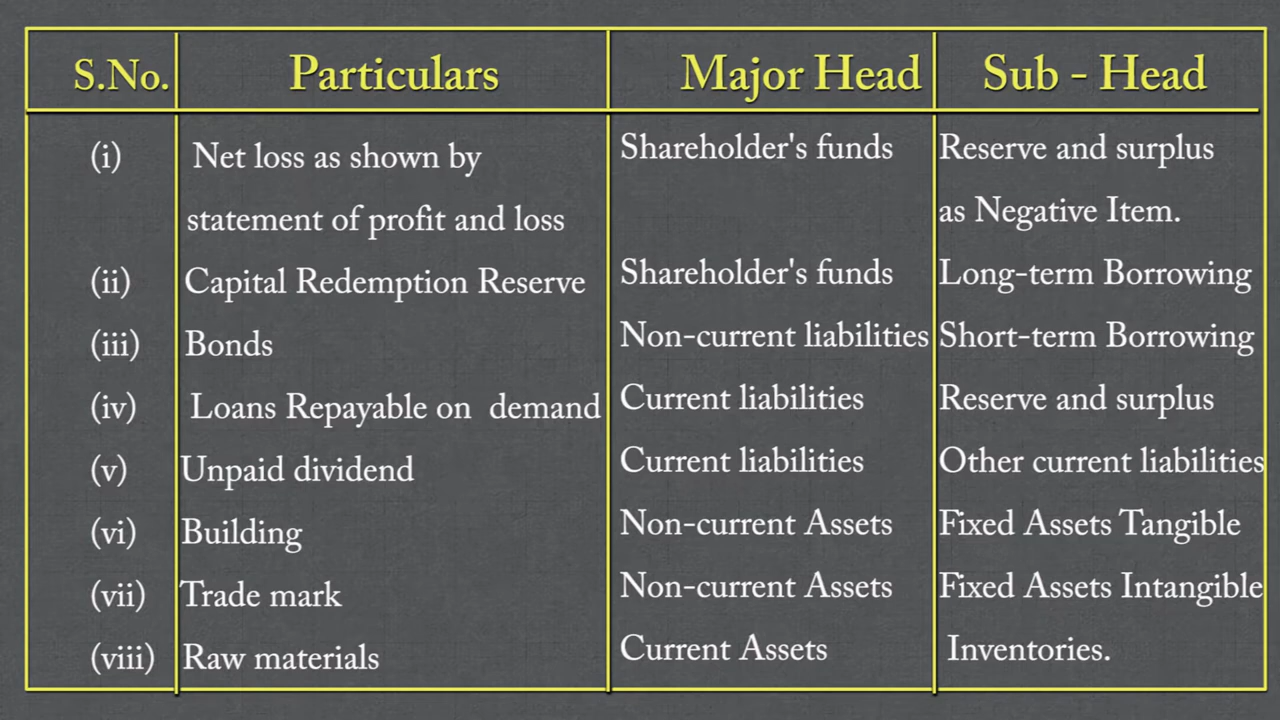 S.No. Particulars Major Head Sub - Head
(i) Net loss as shown by Shareholder's funds Reserve and surplus
statement of profit and loss as Negative Item.
(ii) Capital Redemption Reserve Shareholder's funds Long-term Borrowing
(iii) Bonds Non-current liabilities Short-term Borrowing
(iv) Loans Repayable on demand Current liabilities Reserve and surplus
(v) Unpaid dividend Current liabilities Other current liabilities
(vi) Building Non-current Assets Fixed Assets Tangible
(vii) Trade mark Non-current Assets Fixed Assets Intangible
(viii) Raw materials Current Assets Inventories.